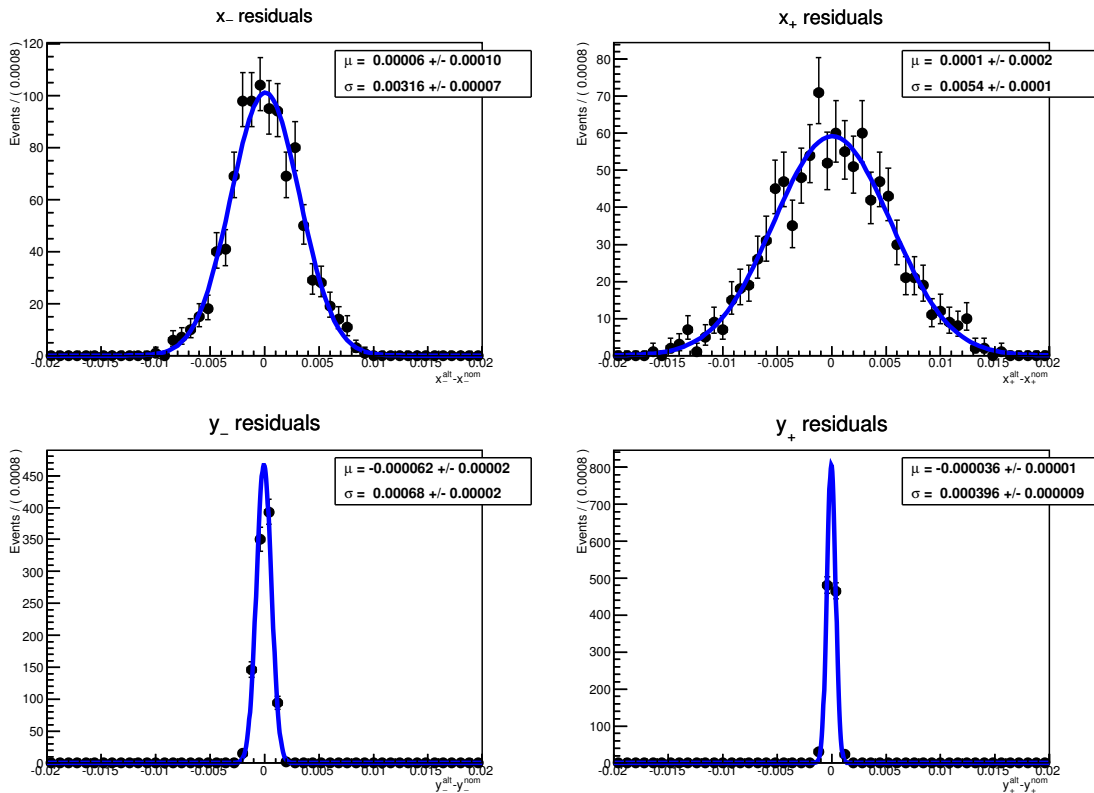 x₋ residuals
Events / ( 0.0008 )
120
100
80
60
40
20
0
μ = 0.00006 +/- 0.00010
σ = 0.00316 +/- 0.00007
-0.02 -0.015 -0.01 -0.005 0 0.005 0.01 0.015 0.02
x₋^alt-x₋^nom
x₊ residuals
Events / ( 0.0008 )
80
70
60
50
40
30
20
10
0
μ = 0.0001 +/- 0.0002
σ = 0.0054 +/- 0.0001
-0.02 -0.015 -0.01 -0.005 0 0.005 0.01 0.015 0.02
x₊^alt-x₊^nom
y₋ residuals
Events / ( 0.0008 )
450
400
350
300
250
200
150
100
50
0
μ = -0.000062 +/- 0.00002
σ = 0.00068 +/- 0.00002
-0.02 -0.015 -0.01 -0.005 0 0.005 0.01 0.015 0.02
y₋^alt-y₋^nom
y₊ residuals
Events / ( 0.0008 )
800
700
600
500
400
300
200
100
0
μ = -0.000036 +/- 0.00001
σ = 0.000396 +/- 0.000009
-0.02 -0.015 -0.01 -0.005 0 0.005 0.01 0.015 0.02
y₊^alt-y₊^nom